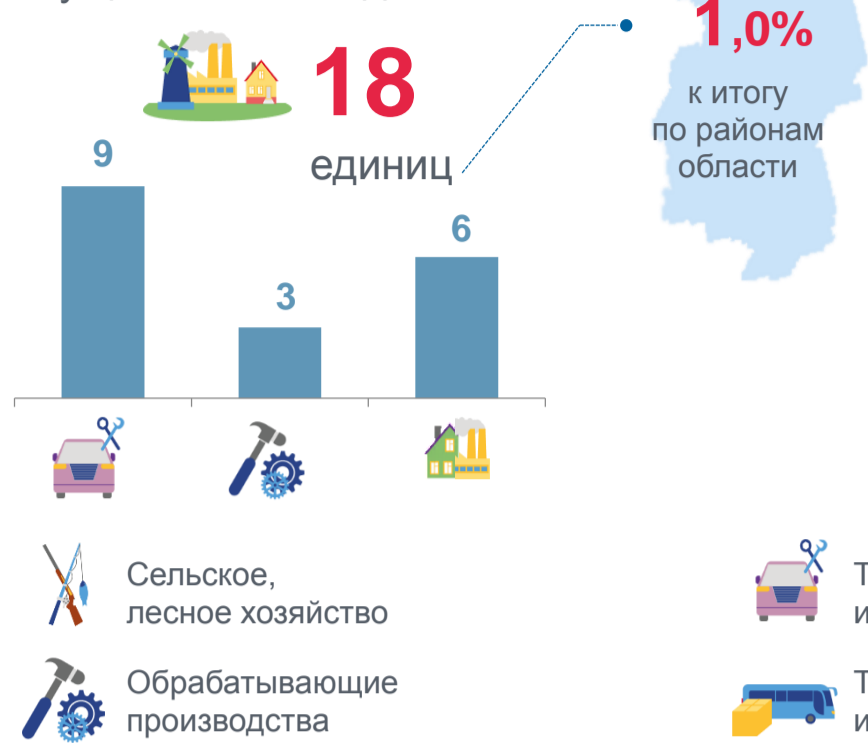 18
единиц
1,0%
к итогу
по районам
области
9
3
6
Сельское,
лесное хозяйство
Обрабатывающие
производства